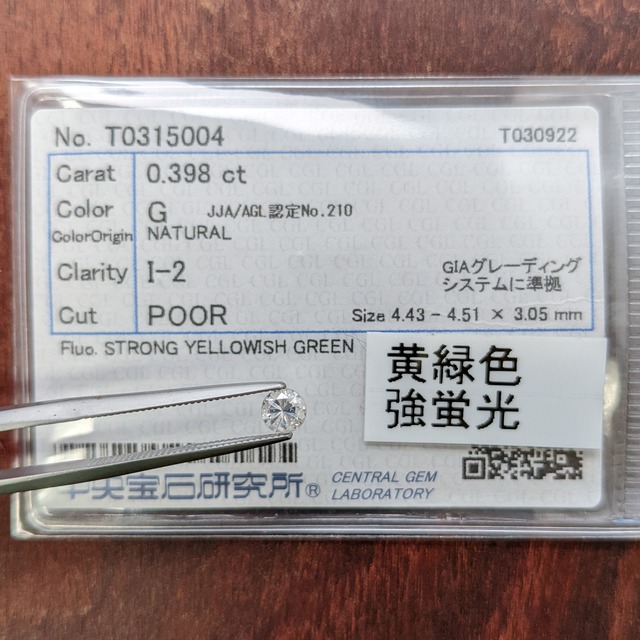 No. T0315004 T030922
Carat 0.398 ct
Color G JJA/AGL認定No.210
ColorOrigin NATURAL
Clarity I-2 GIAグレーディング
システムに準拠
Cut POOR Size 4.43 - 4.51 × 3.05 mm
Fluo. STRONG YELLOWISH GREEN
黄緑色
強蛍光
中央宝石研究所® CENTRAL GEM
LABORATORY